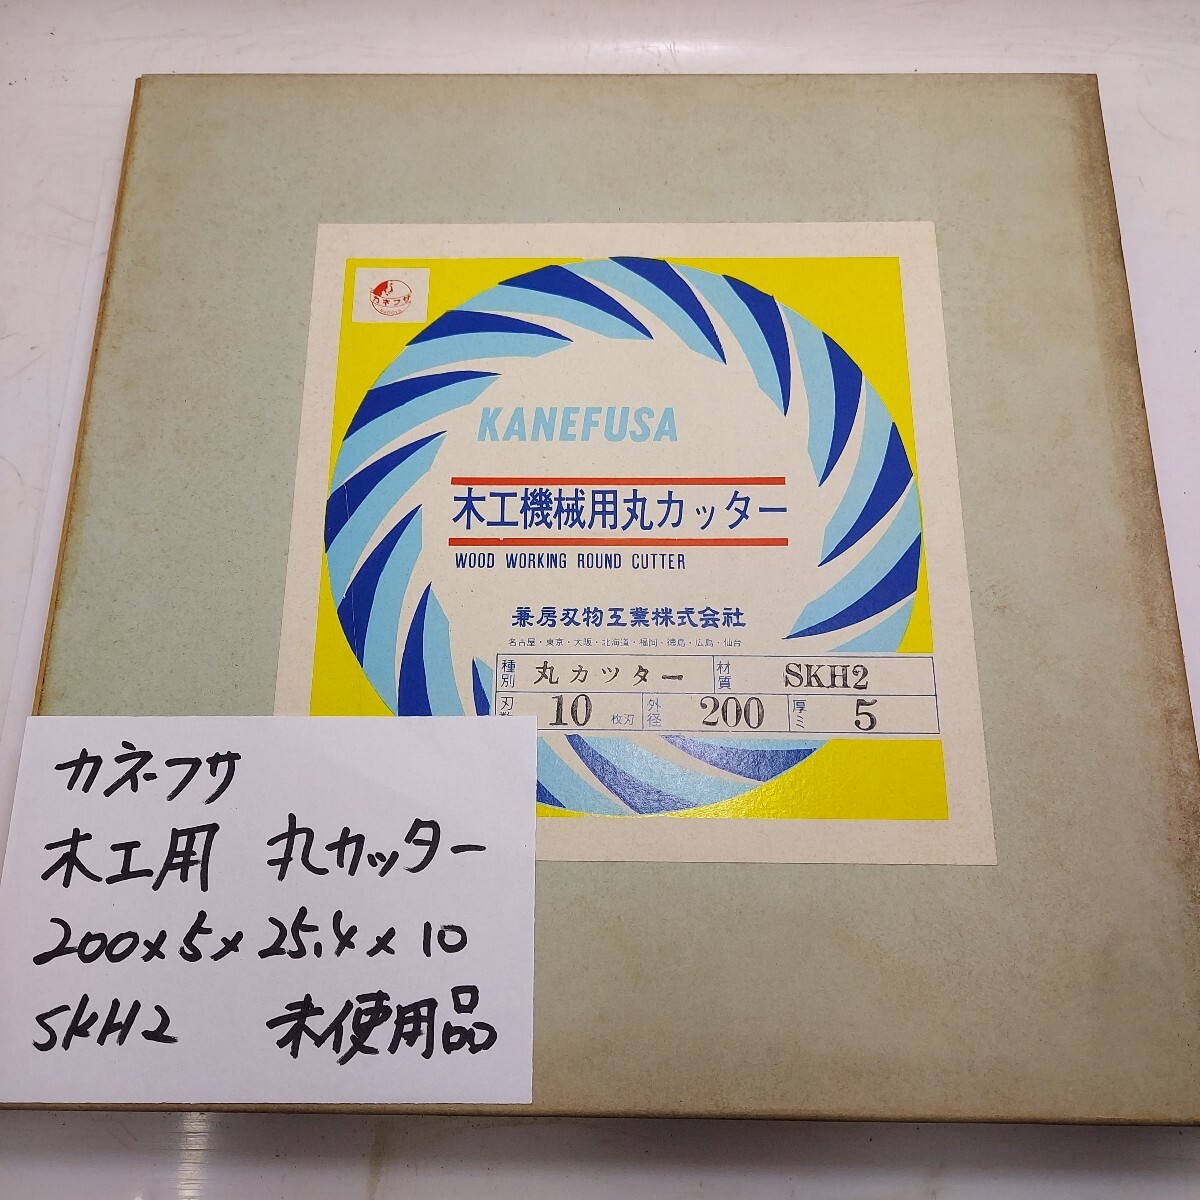 カネフサ
KANEFUSA
木工機械用丸カッター
WOOD WORKING ROUND CUTTER
兼房刃物工業株式会社
名古屋・東京・大阪・北海道・福岡・徳島・広島・仙台
種別 丸カッター 材質 SKH2
刃数 10 枚刃 外径 200 厚ミ 5
カネフサ
木工用 丸カッター
200×5×25.4×10
SKH2 未使用品